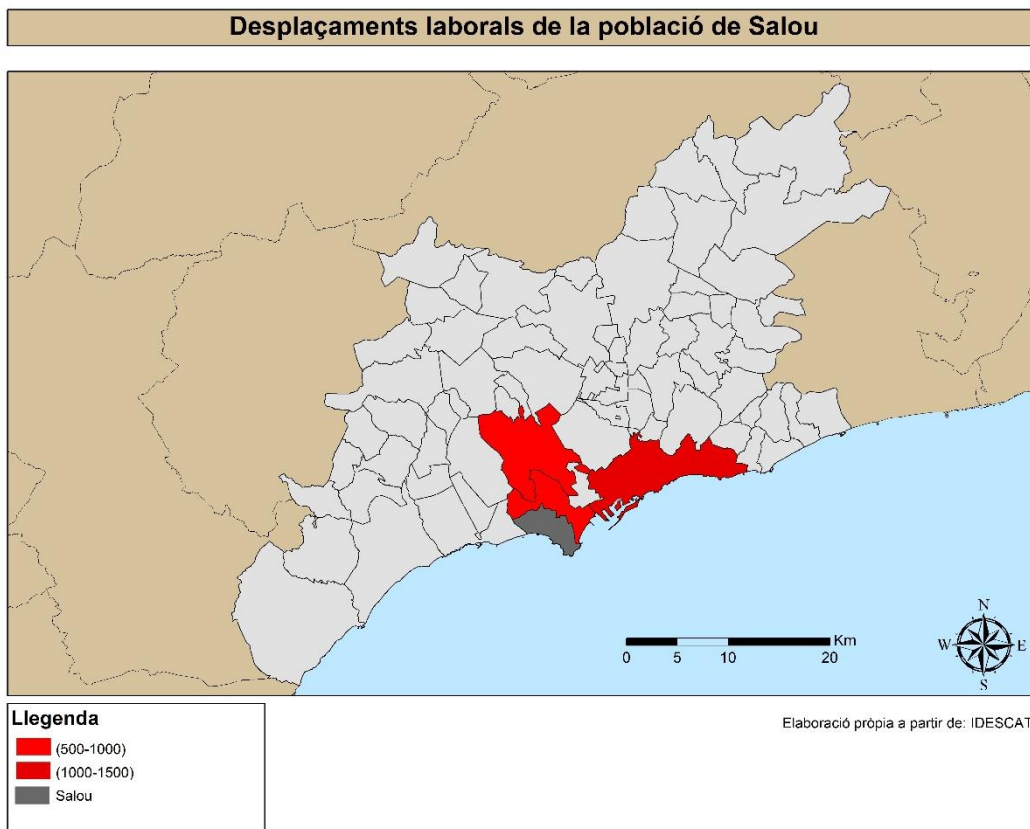 Desplaçaments laborals de la població de Salou
N
W
E
S
Km
0 5 10 20
Llegenda
(500-1000)
(1000-1500)
Salou
Elaboració pròpia a partir de: IDESCAT